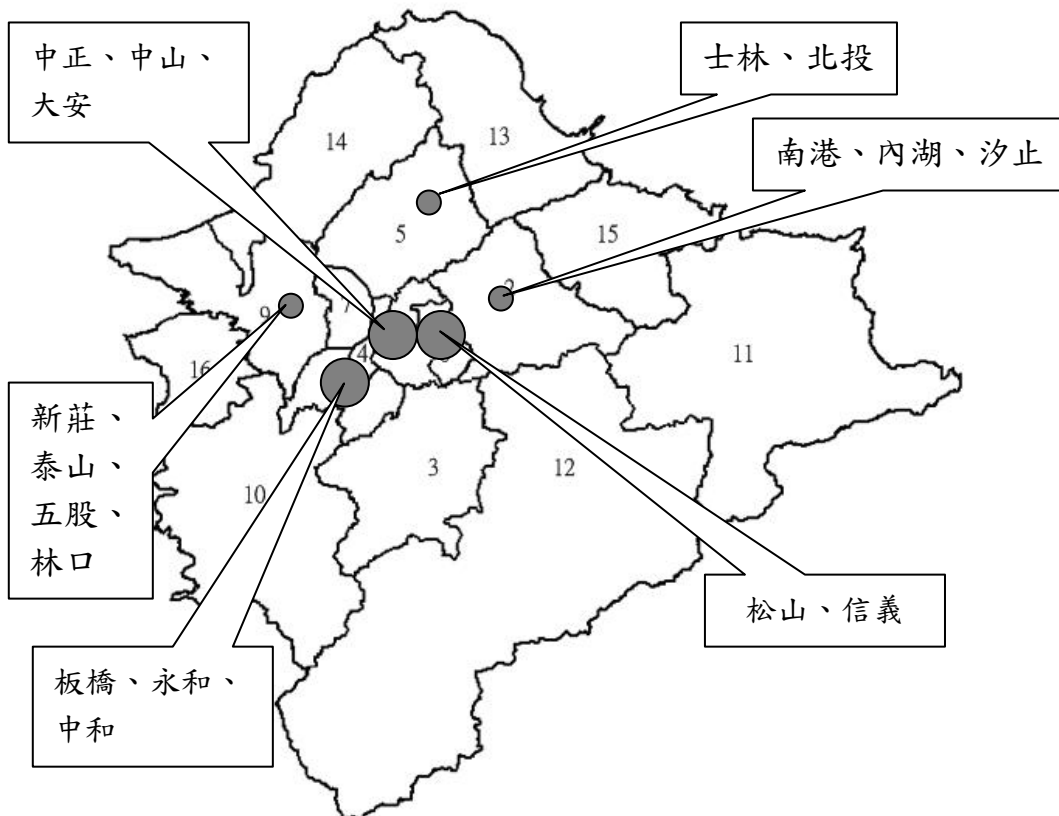 中正、中山、
大安
士林、北投
南港、內湖、汐止
14
13
5
15
7
9
4
16
11
3
12
10
新莊、
泰山、
五股、
林口
松山、信義
板橋、永和、
中和